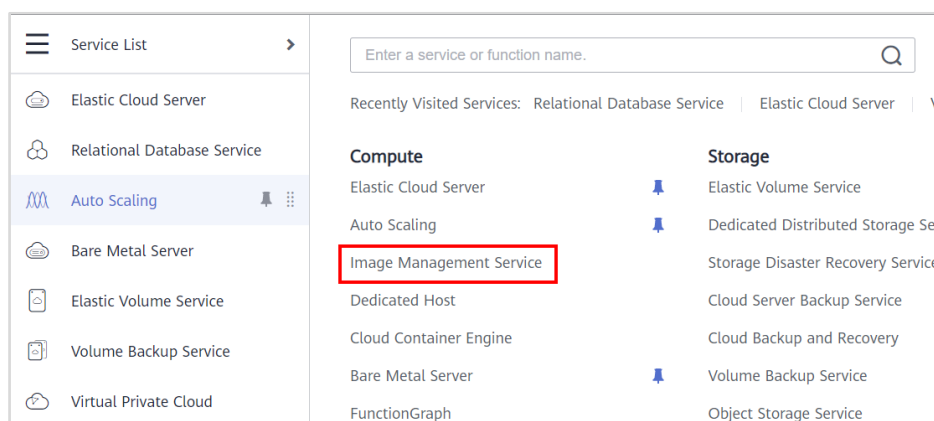 Service List
Elastic Cloud Server
Relational Database Service
Auto Scaling
Bare Metal Server
Elastic Volume Service
Volume Backup Service
Virtual Private Cloud
Enter a service or function name.
Recently Visited Services: Relational Database Service | Elastic Cloud Server |
Compute
Elastic Cloud Server
Auto Scaling
Image Management Service
Dedicated Host
Cloud Container Engine
Bare Metal Server
FunctionGraph
Storage
Elastic Volume Service
Dedicated Distributed Storage Se
Storage Disaster Recovery Service
Cloud Server Backup Service
Cloud Backup and Recovery
Volume Backup Service
Object Storage Service